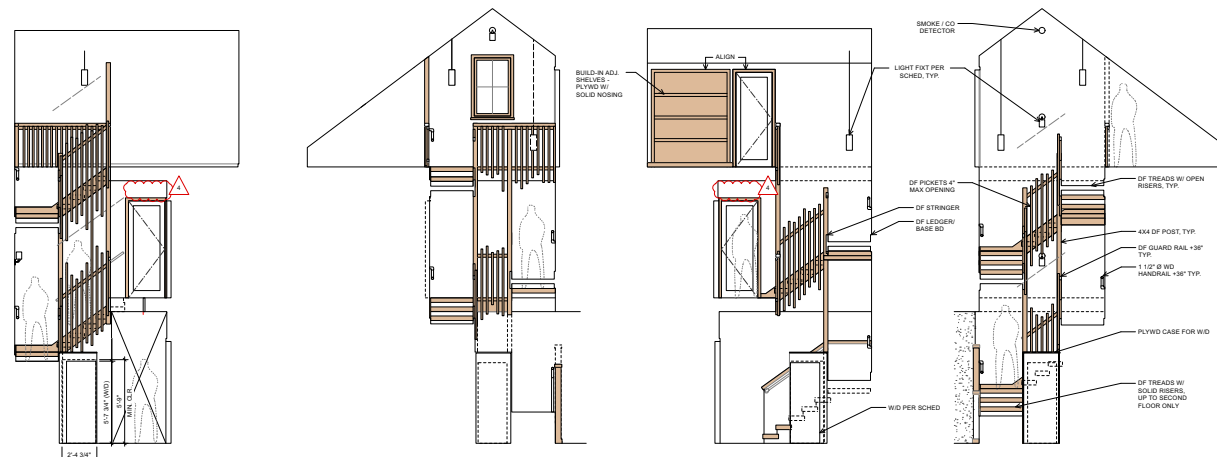 4
5'-7 3/4" (W/D)
5'-9"
MIN. CLR.
2'-4 3/4"
BUILD-IN ADJ.
SHELVES -
PLYWD W/
SOLID NOSING
ALIGN
4
LIGHT FIXT PER
SCHED, TYP.
DF STRINGER
DF LEDGER/
BASE BD
W/D PER SCHED
SMOKE / CO
DETECTOR
DF PICKETS 4"
MAX OPENING
DF TREADS W/ OPEN
RISERS, TYP.
4X4 DF POST, TYP.
DF GUARD RAIL +36"
TYP.
1 1/2" Ø WD
HANDRAIL +36" TYP.
PLYWD CASE FOR W/D
DF TREADS W/
SOLID RISERS,
UP TO SECOND
FLOOR ONLY